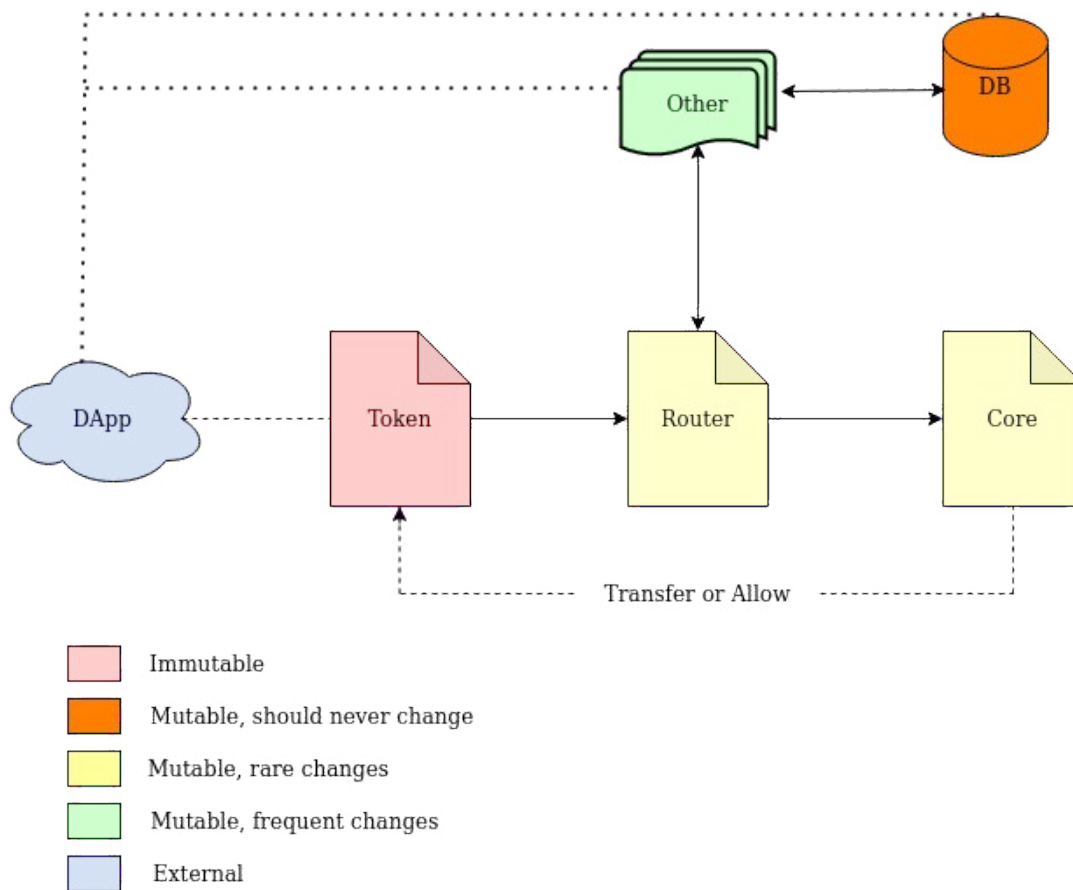 DB
Other
DApp
Token
Router
Core
Transfer or Allow
Immutable
Mutable, should never change
Mutable, rare changes
Mutable, frequent changes
External